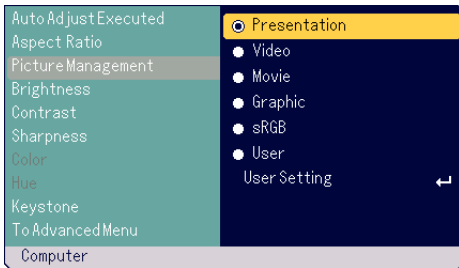 Auto Adjust Executed
Aspect Ratio
Picture Management
Brightness
Contrast
Sharpness
Color
Hue
Keystone
To Advanced Menu
Presentation
Video
Movie
Graphic
sRGB
User
User Setting
Computer